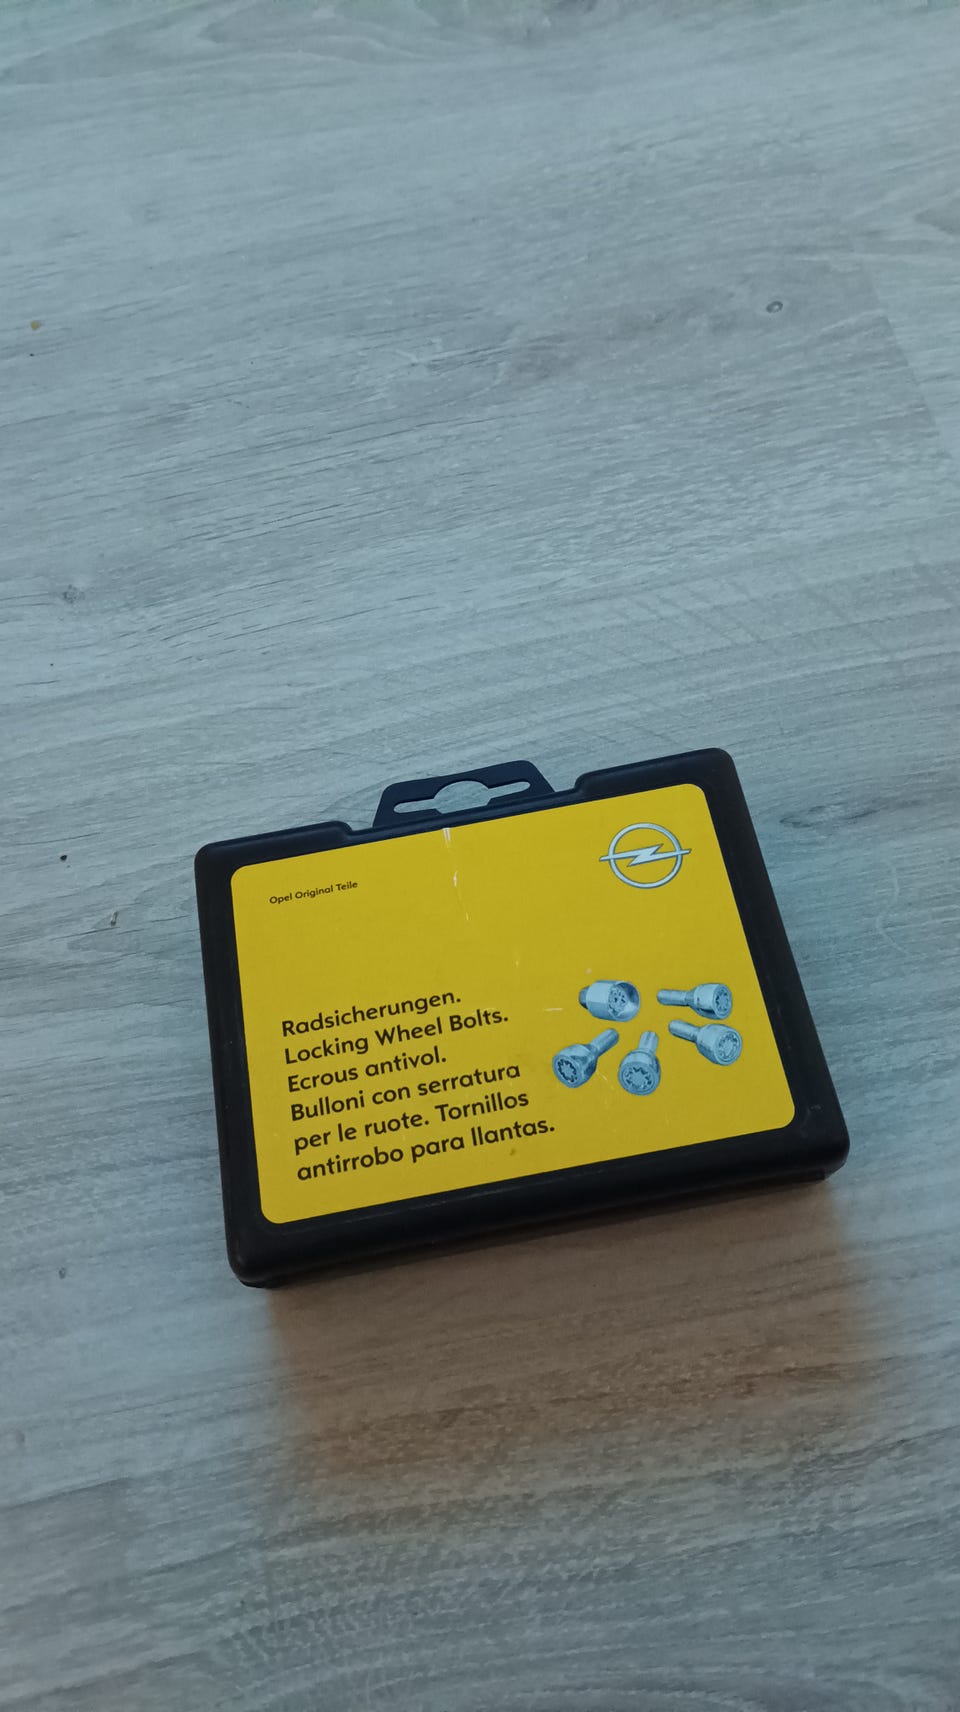 Opel Original Teile
Radsicherungen.
Locking Wheel Bolts.
Ecrous antivol.
Bulloni con serratura
per le ruote. Tornillos
antirrobo para llantas.